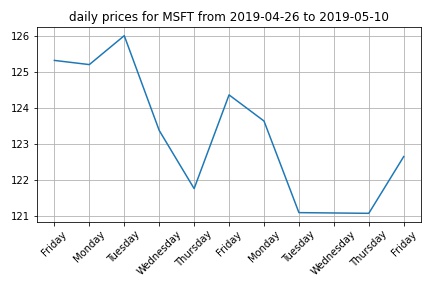 daily prices for MSFT from 2019-04-26 to 2019-05-10
126
125
124
123
122
121
Friday
Monday
Tuesday
Wednesday
Thursday
Friday
Monday
Tuesday
Wednesday
Thursday
Friday